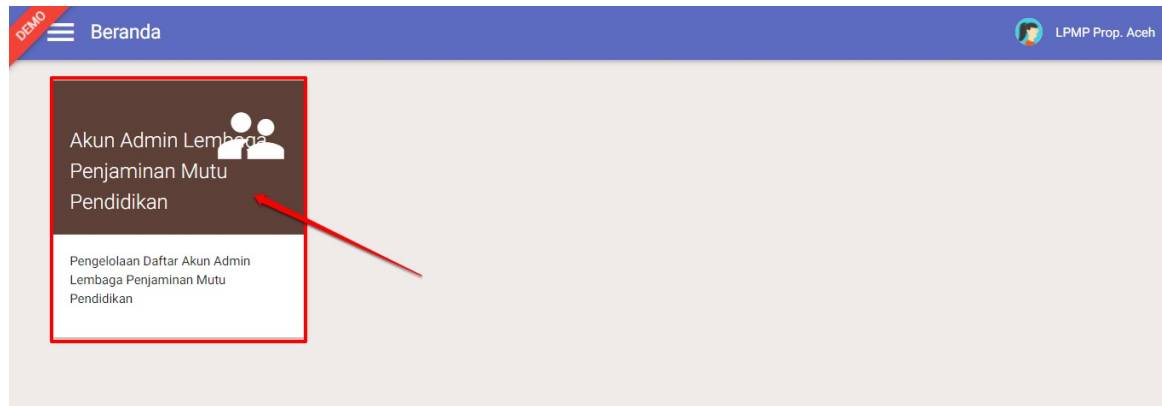 DEMO
Beranda
LPMP Prop. Aceh
Akun Admin Lembaga
Penjaminan Mutu
Pendidikan
Pengelolaan Daftar Akun Admin
Lembaga Penjaminan Mutu
Pendidikan